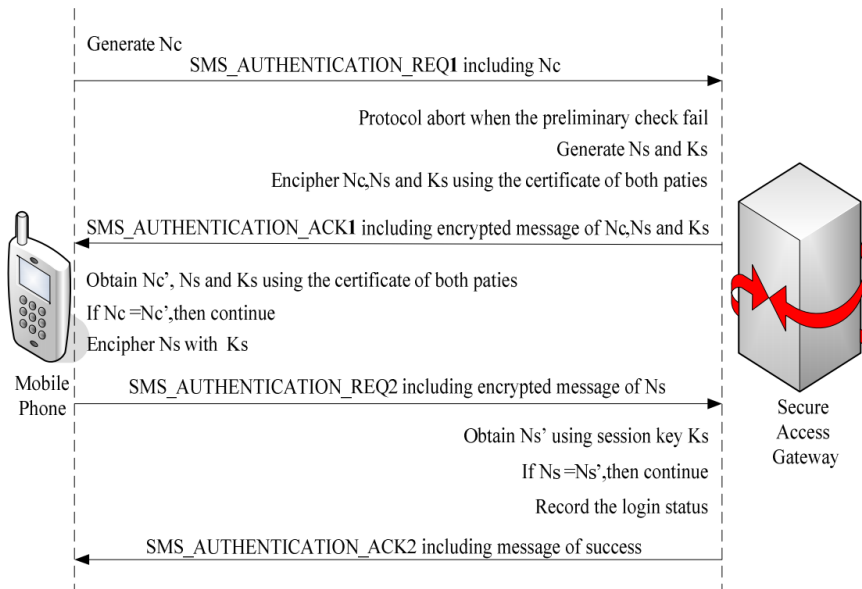 Generate Nc
SMS_AUTHENTICATION_REQ1 including Nc
Protocol abort when the preliminary check fail
Generate Ns and Ks
Encipher Nc,Ns and Ks using the certificate of both paties
SMS_AUTHENTICATION_ACK1 including encrypted message of Nc,Ns and Ks
Obtain Nc’, Ns and Ks using the certificate of both paties
If Nc =Nc’,then continue
Encipher Ns with Ks
Mobile
Phone
SMS_AUTHENTICATION_REQ2 including encrypted message of Ns
Secure
Access
Gateway
Obtain Ns’ using session key Ks
If Ns =Ns’,then continue
Record the login status
SMS_AUTHENTICATION_ACK2 including message of success